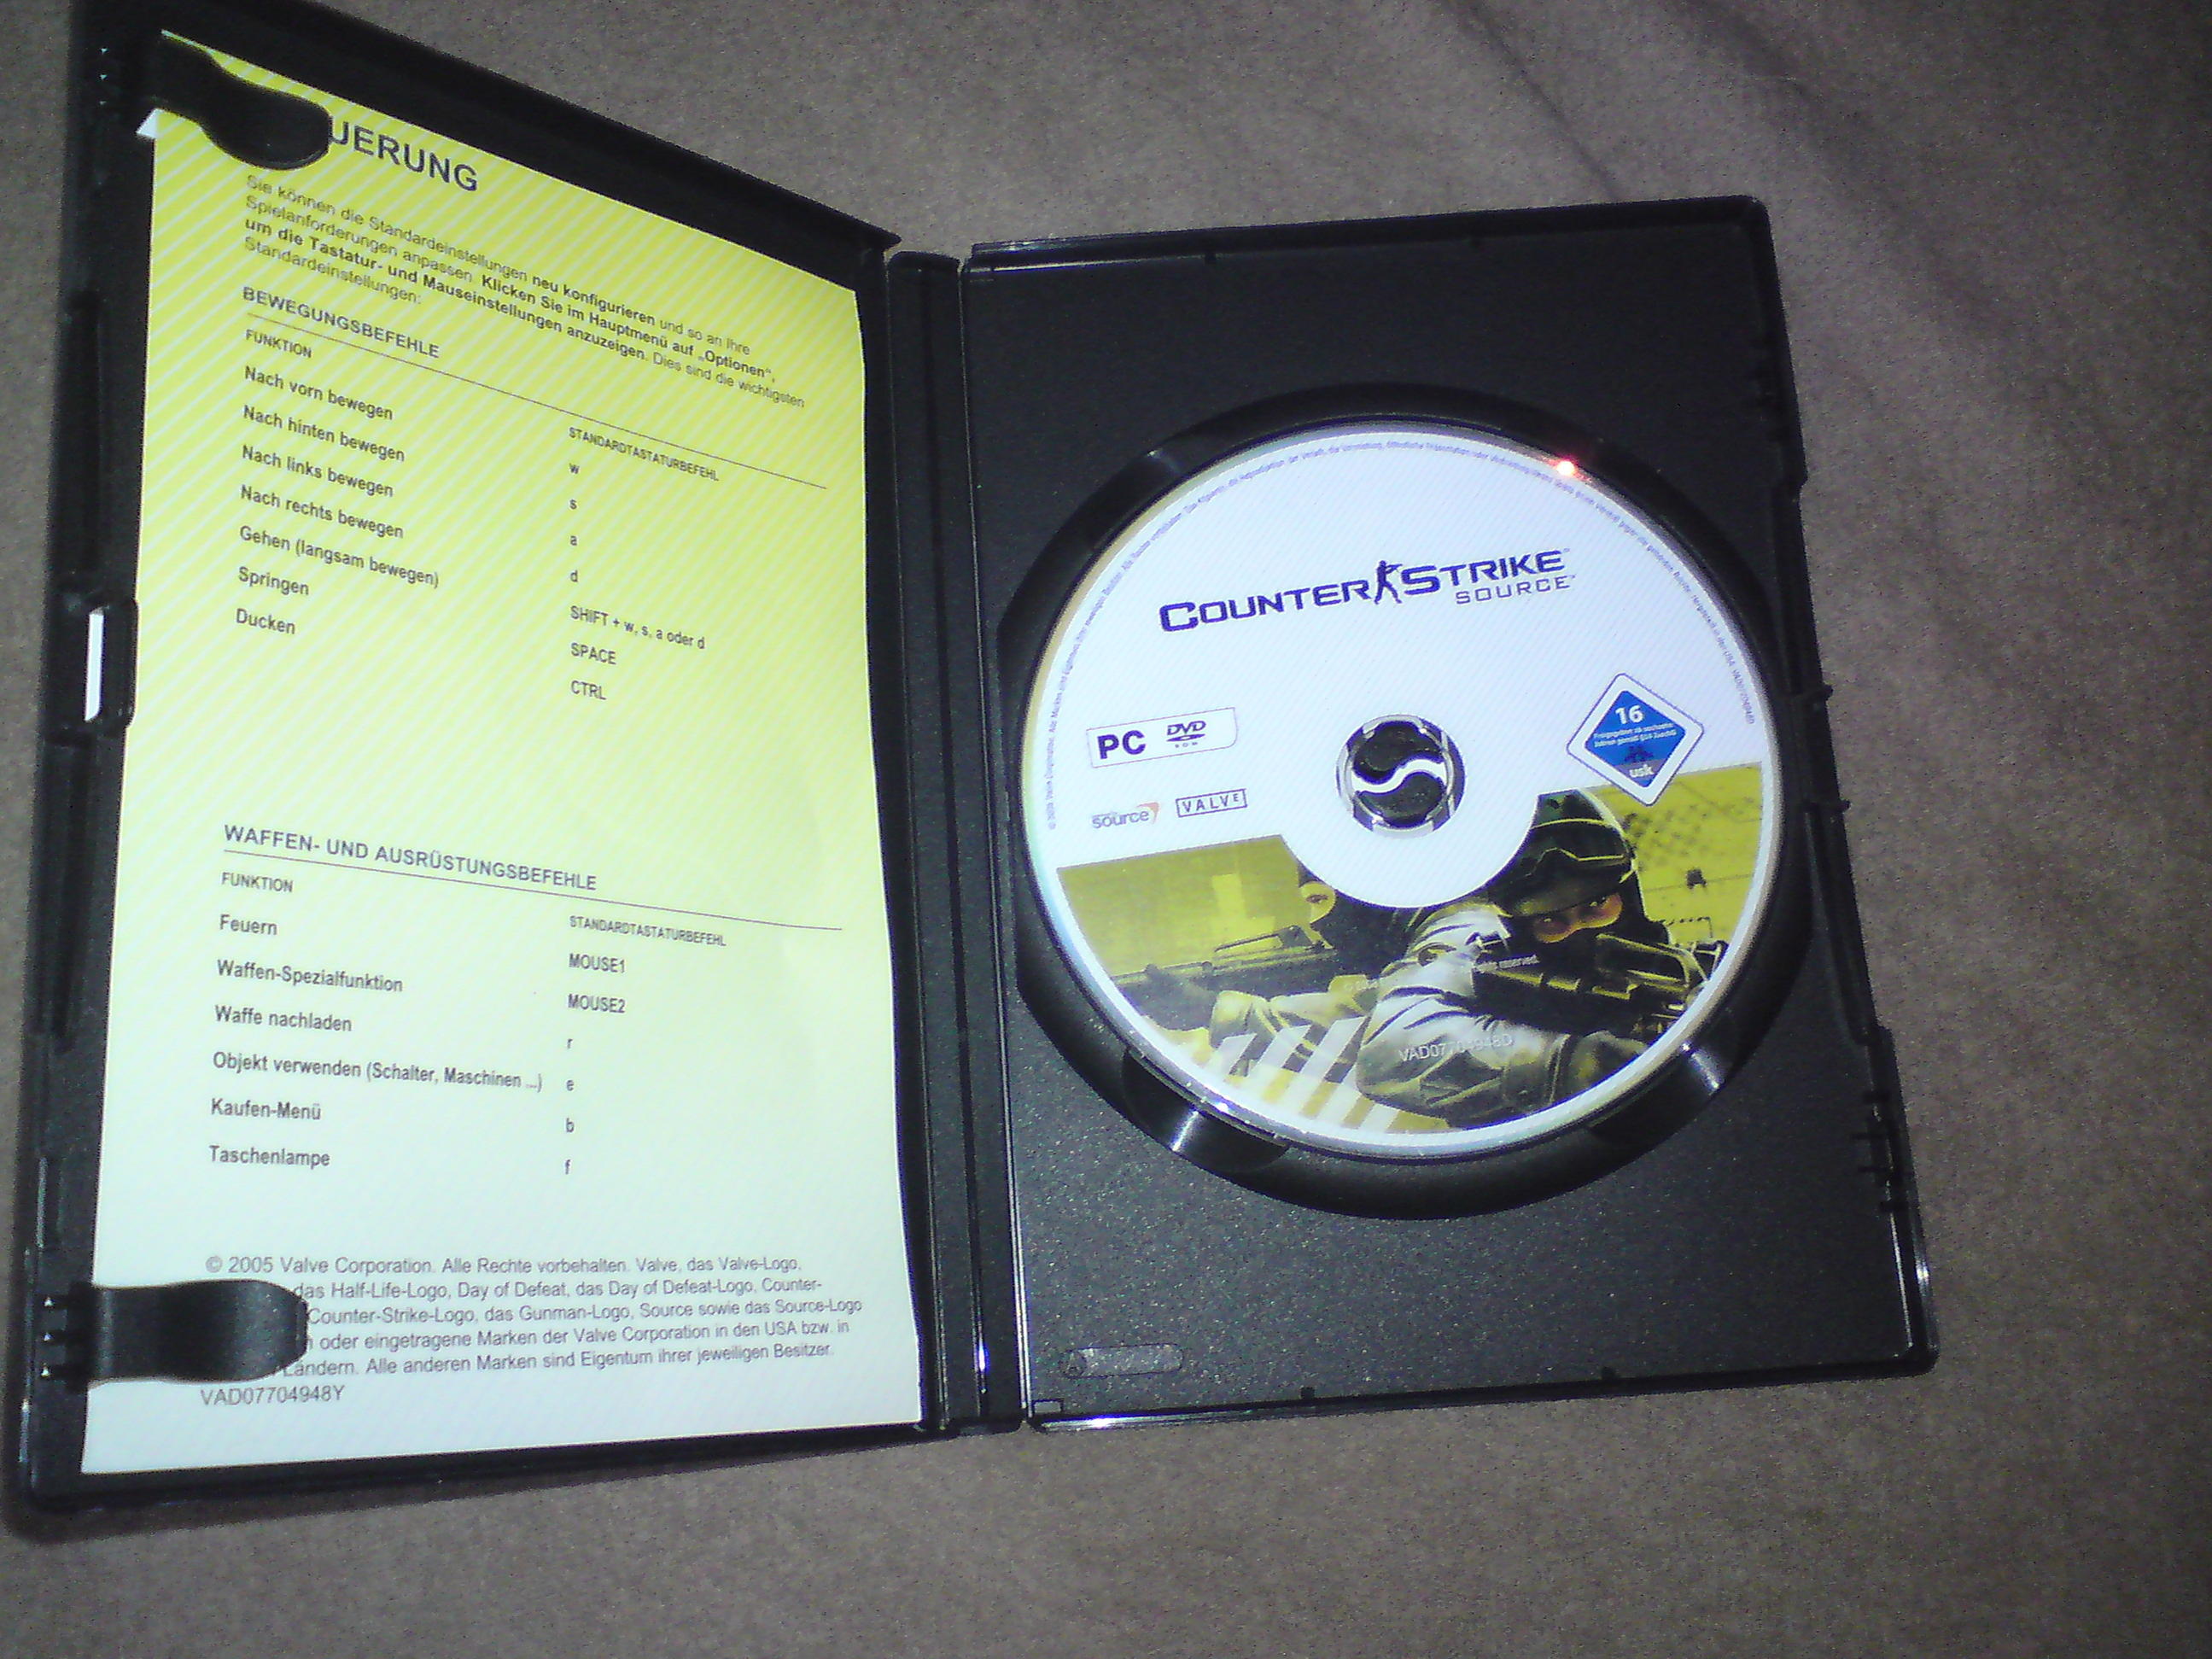 UERUNG
Sie können die Standardeinstellungen neu konfigurieren und so an Ihre
Spielanforderungen anpassen. Klicken Sie im Hauptmenü auf „Optionen“,
um die Tastatur- und Mauseinstellungen anzuzeigen. Dies sind die wichtigsten
Standardeinstellungen:
BEWEGUNGSBEFEHLE
FUNKTION STANDARDTASTATURBEFEHL
Nach vorn bewegen w
Nach hinten bewegen s
Nach links bewegen a
Nach rechts bewegen d
Gehen (langsam bewegen) SHIFT + w, s, a oder d
Springen SPACE
Ducken CTRL
WAFFEN- UND AUSRÜSTUNGSBEFEHLE
FUNKTION STANDARDTASTATURBEFEHL
Feuern MOUSE1
Waffen-Spezialfunktion MOUSE2
Waffe nachladen r
Objekt verwenden (Schalter, Maschinen ...) e
Kaufen-Menü b
Taschenlampe f
© 2005 Valve Corporation. Alle Rechte vorbehalten. Valve, das Valve-Logo,
das Half-Life-Logo, Day of Defeat, das Day of Defeat-Logo, Counter-
Counter-Strike-Logo, das Gunman-Logo, Source sowie das Source-Logo
oder eingetragene Marken der Valve Corporation in den USA bzw. in
Ländern. Alle anderen Marken sind Eigentum ihrer jeweiligen Besitzer.
VAD07704948Y
COUNTER STRIKE™
SOURCE™
PC DVD
ROM
16
usk
source VALVE
reserved.
VAD07704948D